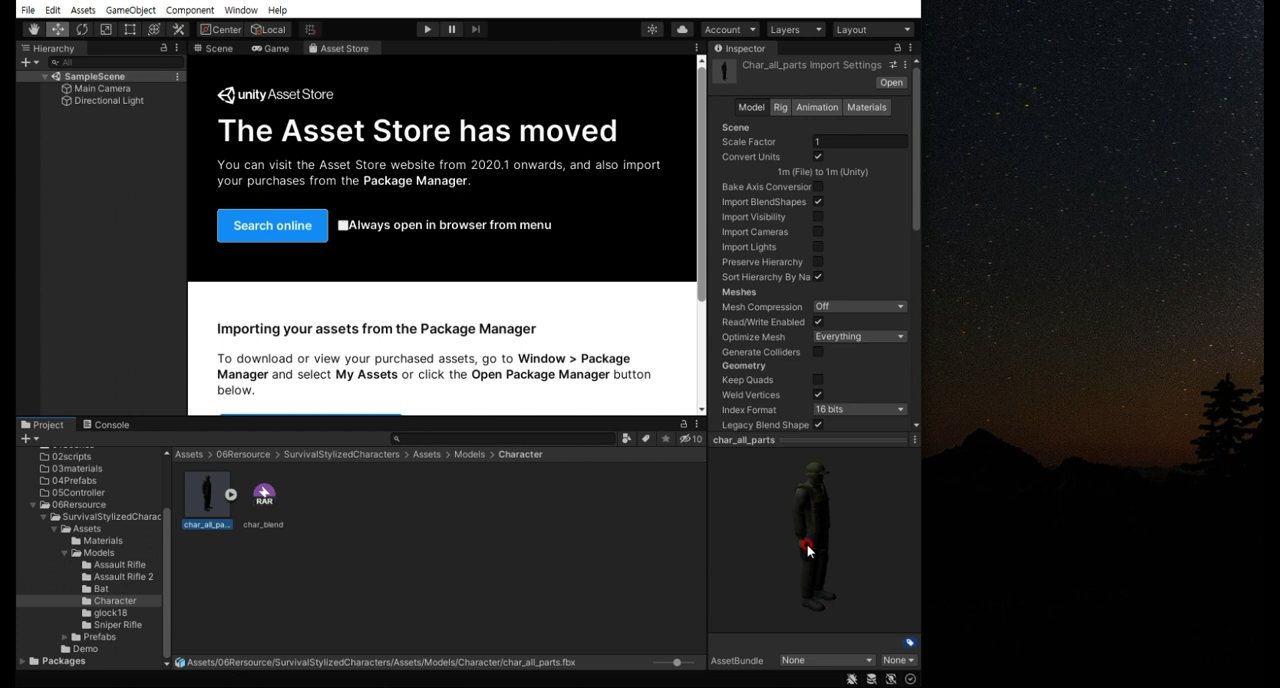 File Edit Assets GameObject Component Window Help
Center Local Account Layers Layout
Hierarchy Scene Game Asset Store Inspector
All
SampleScene
Main Camera
Directional Light
unity Asset Store
The Asset Store has moved
You can visit the Asset Store website from 2020.1 onwards, and also import
your purchases from the Package Manager.
Search online Always open in browser from menu
Importing your assets from the Package Manager
To download or view your purchased assets, go to Window > Package
Manager and select My Assets or click the Open Package Manager button
below.
Char_all_parts Import Settings
Open
Model Rig Animation Materials
Scene
Scale Factor 1
Convert Units
1m (File) to 1m (Unity)
Bake Axis Conversior
Import BlendShapes
Import Visibility
Import Cameras
Import Lights
Preserve Hierarchy
Sort Hierarchy By Na
Meshes
Mesh Compression Off
Read/Write Enabled
Optimize Mesh Everything
Generate Colliders
Geometry
Keep Quads
Weld Vertices
Index Format 16 bits
Legacy Blend Shape
char_all_parts
Project Console
10
Assets > 06Rersource > SurvivalStylizedCharacters > Assets > Models > Character
02scripts
03materials
04Prefabs
05Controller
06Rersource
SurvivalStylizedCharac
Assets
Materials
Models
Assault Rifle
Assault Rifle 2
Bat
Character
glock18
Sniper Rifle
Prefabs
Demo
Packages
RAR
char_all_pa... char_blend
Assets/06Rersource/SurvivalStylizedCharacters/Assets/Models/Character/char_all_parts.fbx
AssetBundle None None